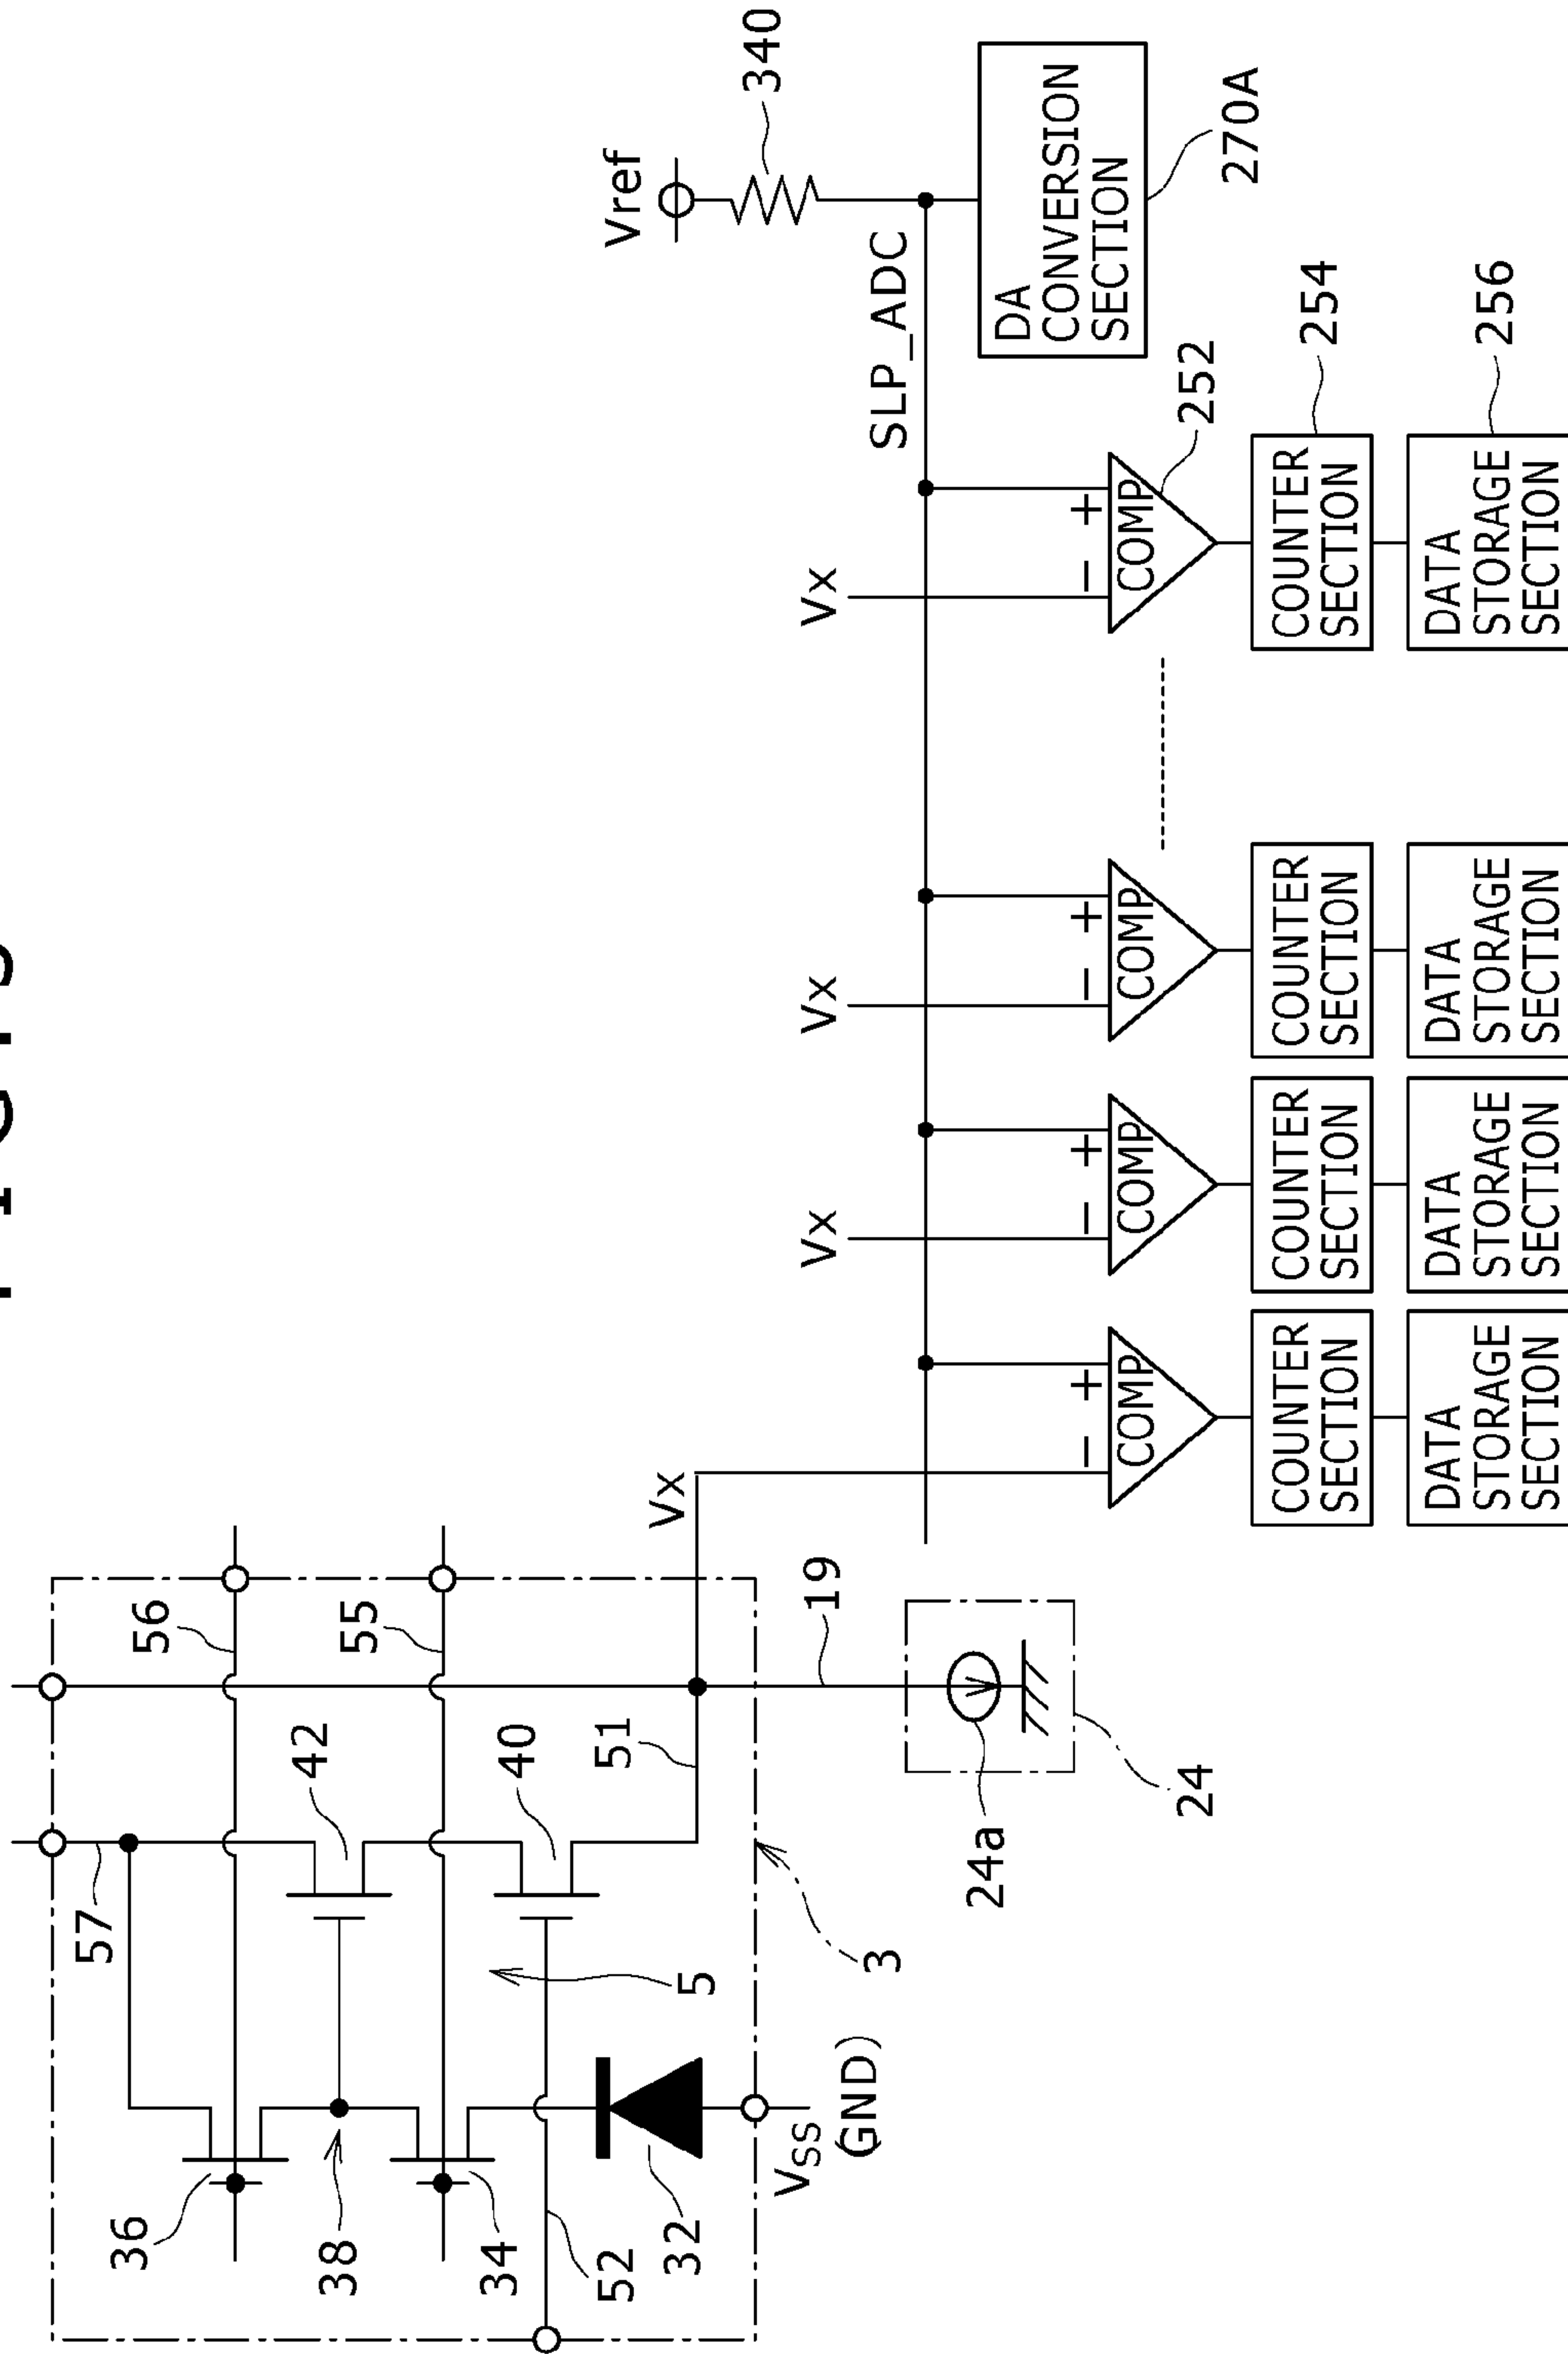 57
56
42
55
36
38
34
40
51
5
52
32
VSS
(GND)
3
19
24a
24
Vx
Vx
Vx
Vx
Vref
340
SLP_ADC
DA
CONVERSION
SECTION
270A
− +
COMP
− +
COMP
− +
COMP
− +
COMP
252
COUNTER
SECTION
COUNTER
SECTION
COUNTER
SECTION
COUNTER
SECTION
254
DATA
STORAGE
SECTION
DATA
STORAGE
SECTION
DATA
STORAGE
SECTION
DATA
STORAGE
SECTION
256